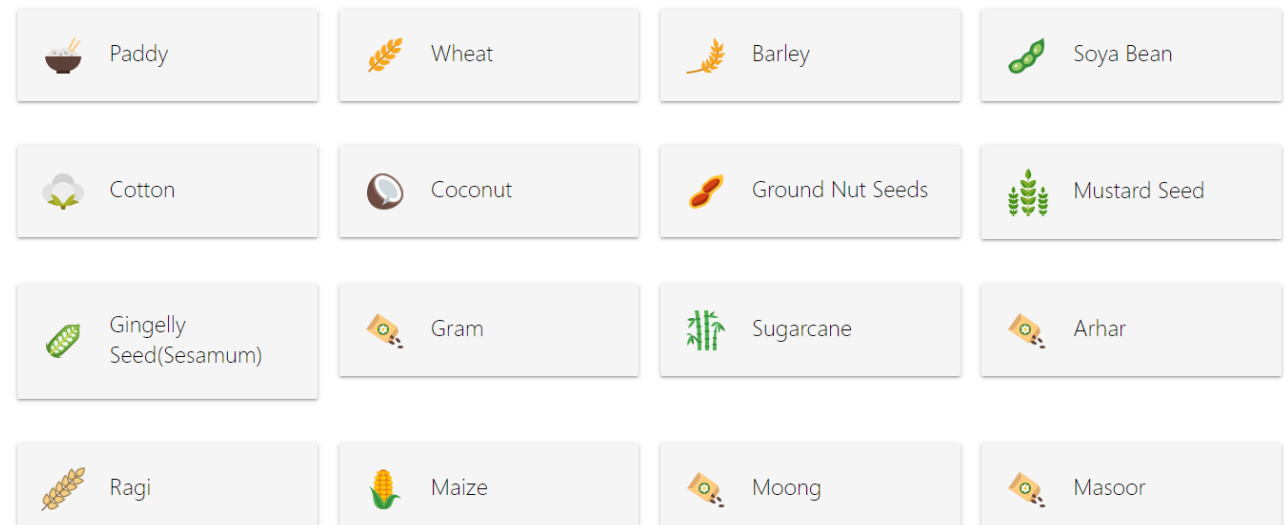 Paddy
Wheat
Barley
Soya Bean
Cotton
Coconut
Ground Nut Seeds
Mustard Seed
Gingelly
Seed(Sesamum)
Gram
Sugarcane
Arhar
Ragi
Maize
Moong
Masoor